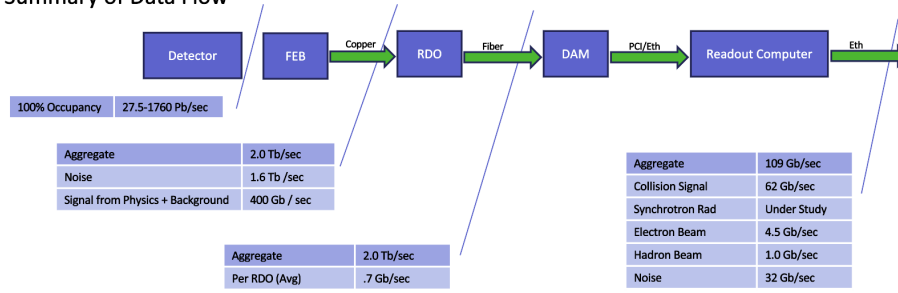 Summary of Data Flow
Detector
FEB
Copper
RDO
Fiber
DAM
PCI/Eth
Readout Computer
Eth
100% Occupancy 27.5-1760 Pb/sec
Aggregate 2.0 Tb/sec
Noise 1.6 Tb /sec
Signal from Physics + Background 400 Gb / sec
Aggregate 2.0 Tb/sec
Per RDO (Avg) .7 Gb/sec
Aggregate 109 Gb/sec
Collision Signal 62 Gb/sec
Synchrotron Rad Under Study
Electron Beam 4.5 Gb/sec
Hadron Beam 1.0 Gb/sec
Noise 32 Gb/sec